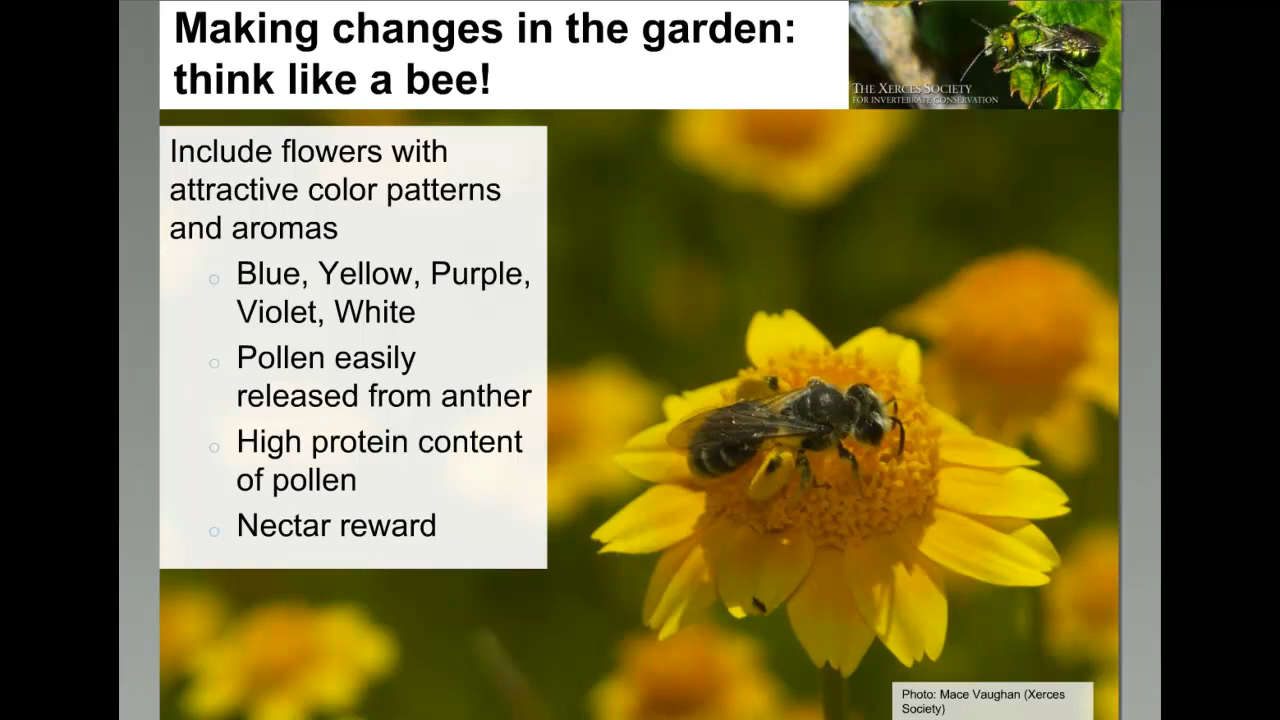 Making changes in the garden:
think like a bee!
THE XERCES SOCIETY
FOR INVERTEBRATE CONSERVATION
Include flowers with
attractive color patterns
and aromas
Blue, Yellow, Purple,
Violet, White
Pollen easily
released from anther
High protein content
of pollen
Nectar reward
Photo: Mace Vaughan (Xerces
Society)